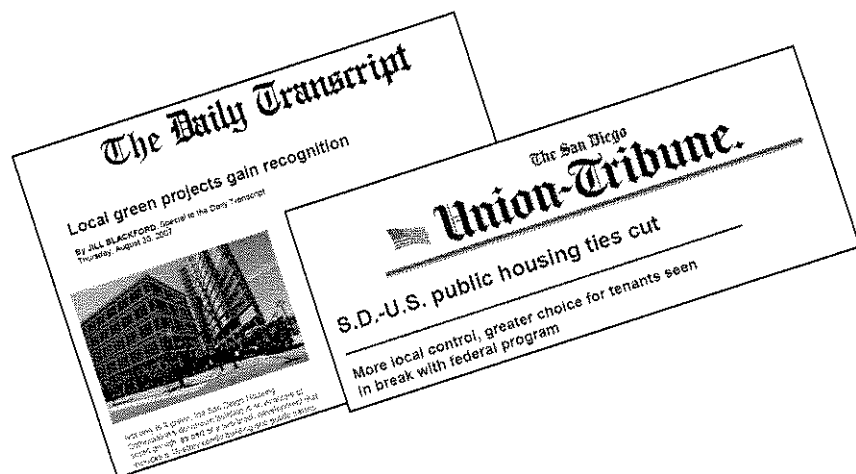 The Daily Transcript
Local green projects gain recognition
By JILL BLACKFORD, Special to the Daily Transcript
Thursday, August 30, 2007
The San Diego
Union-Tribune.
S.D.-U.S. public housing ties cut
More local control, greater choice for tenants seen
in break with federal program